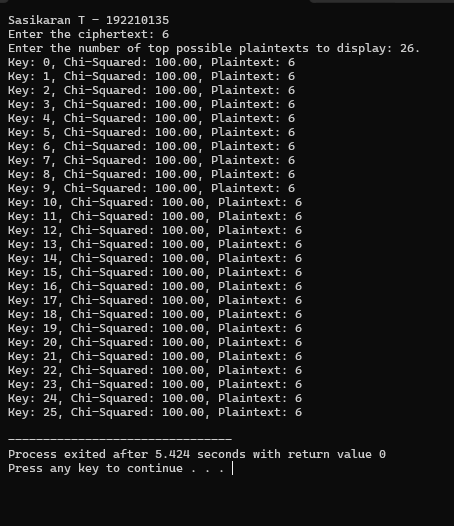 Sasikaran T - 192210135
Enter the ciphertext: 6
Enter the number of top possible plaintexts to display: 26.
Key: 0, Chi-Squared: 100.00, Plaintext: 6
Key: 1, Chi-Squared: 100.00, Plaintext: 6
Key: 2, Chi-Squared: 100.00, Plaintext: 6
Key: 3, Chi-Squared: 100.00, Plaintext: 6
Key: 4, Chi-Squared: 100.00, Plaintext: 6
Key: 5, Chi-Squared: 100.00, Plaintext: 6
Key: 6, Chi-Squared: 100.00, Plaintext: 6
Key: 7, Chi-Squared: 100.00, Plaintext: 6
Key: 8, Chi-Squared: 100.00, Plaintext: 6
Key: 9, Chi-Squared: 100.00, Plaintext: 6
Key: 10, Chi-Squared: 100.00, Plaintext: 6
Key: 11, Chi-Squared: 100.00, Plaintext: 6
Key: 12, Chi-Squared: 100.00, Plaintext: 6
Key: 13, Chi-Squared: 100.00, Plaintext: 6
Key: 14, Chi-Squared: 100.00, Plaintext: 6
Key: 15, Chi-Squared: 100.00, Plaintext: 6
Key: 16, Chi-Squared: 100.00, Plaintext: 6
Key: 17, Chi-Squared: 100.00, Plaintext: 6
Key: 18, Chi-Squared: 100.00, Plaintext: 6
Key: 19, Chi-Squared: 100.00, Plaintext: 6
Key: 20, Chi-Squared: 100.00, Plaintext: 6
Key: 21, Chi-Squared: 100.00, Plaintext: 6
Key: 22, Chi-Squared: 100.00, Plaintext: 6
Key: 23, Chi-Squared: 100.00, Plaintext: 6
Key: 24, Chi-Squared: 100.00, Plaintext: 6
Key: 25, Chi-Squared: 100.00, Plaintext: 6
--------------------------------
Process exited after 5.424 seconds with return value 0
Press any key to continue . . .